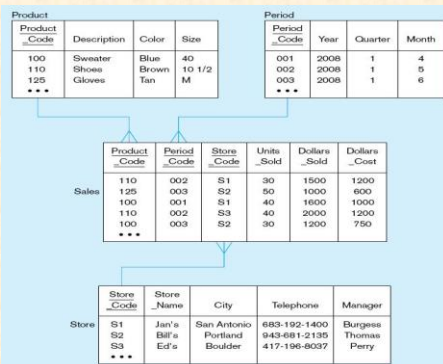 Product
Product
_Code Description Color Size
100 Sweater Blue 40
110 Shoes Brown 10 1/2
125 Gloves Tan M
•••
Period
Period
_Code Year Quarter Month
001 2008 1 4
002 2008 1 5
003 2008 1 6
•••
Sales
Product
_Code Period
_Code Store
_Code Units
_Sold Dollars
_Sold Dollars
_Cost
110 002 S1 30 1500 1200
125 003 S2 50 1000 600
100 001 S1 40 1600 1000
110 002 S3 40 2000 1200
100 003 S2 30 1200 750
•••
Store
Store
_Code Store
_Name City Telephone Manager
S1 Jan's San Antonio 683-192-1400 Burgess
S2 Bill's Portland 943-681-2135 Thomas
S3 Ed's Boulder 417-196-8037 Perry
•••